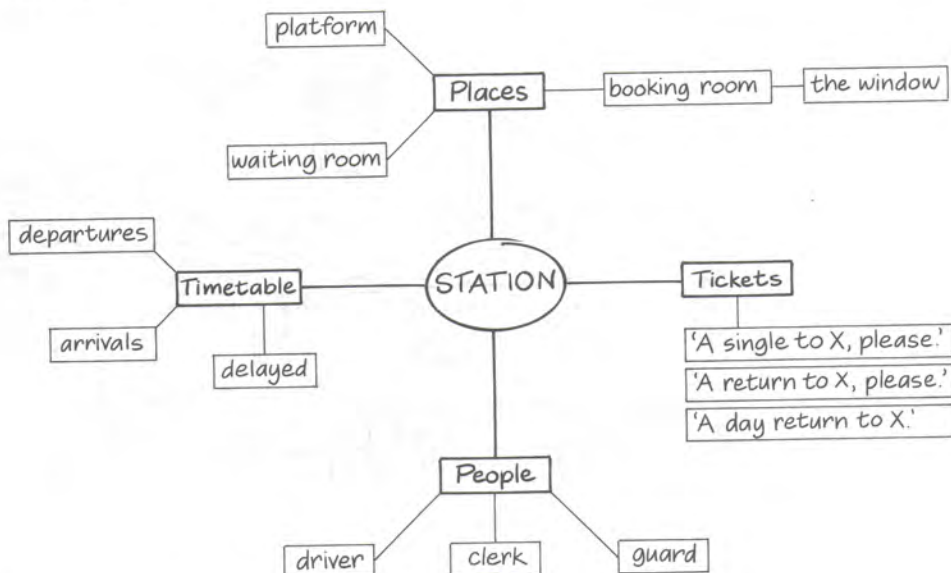 platform
Places
booking room
the window
waiting room
departures
Timetable
STATION
Tickets
arrivals
delayed
'A single to X, please.'
'A return to X, please.'
'A day return to X.'
People
driver
clerk
guard